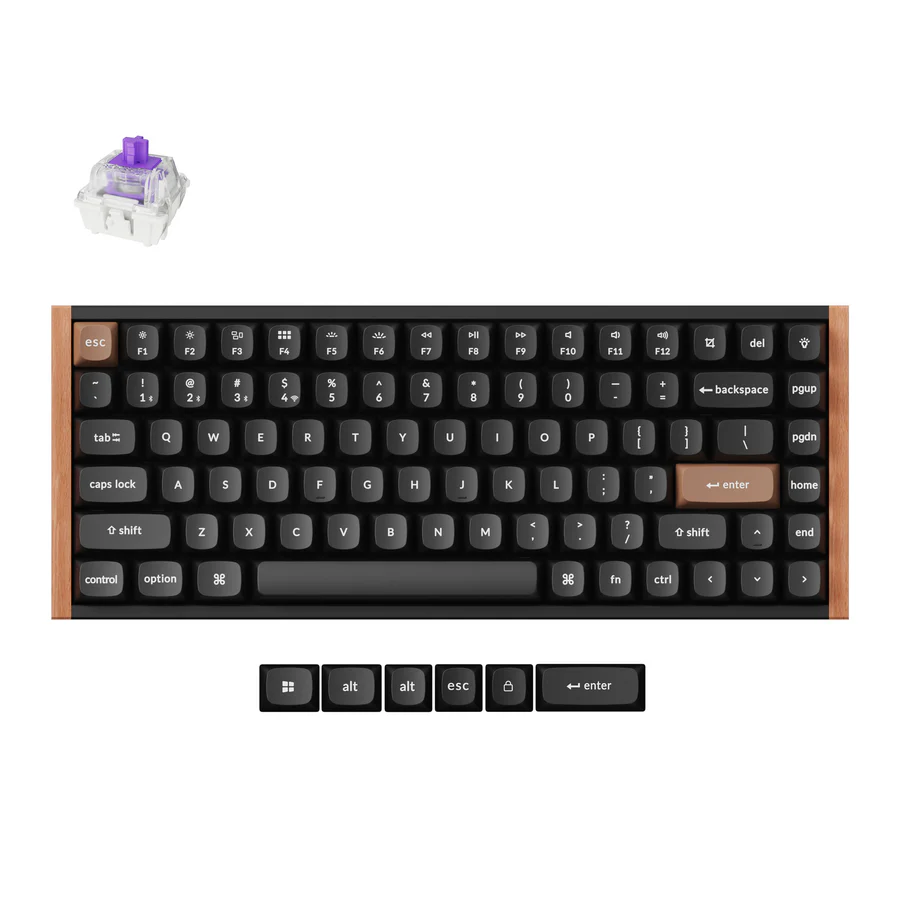 esc F1 F2 F3 F4 F5 F6 F7 F8 F9 F10 F11 F12 del
~ ! @ # $ % ^ & * ( ) — +
` 1 2 3 4 5 6 7 8 9 0 - = backspace pgup
tab Q W E R T Y U I O P { } | pgdn
[ ] \
caps lock A S D F G H J K L : " enter home
; '
shift Z X C V B N M < > ? shift ^ end
, . /
control option ⌘ ⌘ fn ctrl < ⌄ >
alt alt esc enter